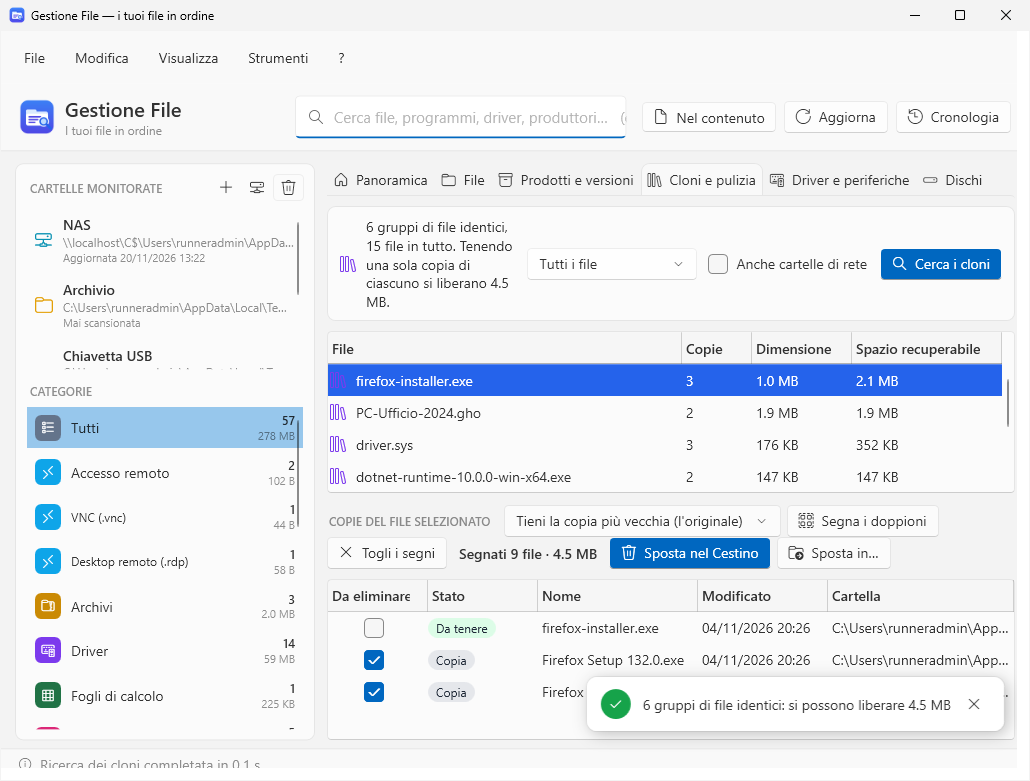 Gestione File — i tuoi file in ordine
File Modifica Visualizza Strumenti ?
Gestione File
I tuoi file in ordine
Cerca file, programmi, driver, produttori...
Nel contenuto
Aggiorna
Cronologia
CARTELLE MONITORATE
NAS
\\localhost\C$\Users\runneradmin\AppDa...
Aggiornata 20/11/2026 13:22
Archivio
C:\Users\runneradmin\AppData\Local\Te...
Mai scansionata
Chiavetta USB
CATEGORIE
Tutti 57
278 MB
Accesso remoto 2
102 B
VNC (.vnc) 1
44 B
Desktop remoto (.rdp) 1
58 B
Archivi 3
2.0 MB
Driver 14
59 MB
Fogli di calcolo 1
225 KB
Panoramica File Prodotti e versioni Cloni e pulizia Driver e periferiche Dischi
6 gruppi di file identici,
15 file in tutto. Tenendo
una sola copia di
ciascuno si liberano 4.5
MB.
Tutti i file
Anche cartelle di rete
Cerca i cloni
File Copie Dimensione Spazio recuperabile
firefox-installer.exe 3 1.0 MB 2.1 MB
PC-Ufficio-2024.gho 2 1.9 MB 1.9 MB
driver.sys 3 176 KB 352 KB
dotnet-runtime-10.0.0-win-x64.exe 2 147 KB 147 KB
COPIE DEL FILE SELEZIONATO Tieni la copia più vecchia (l'originale) Segna i doppioni
Togli i segni Segnati 9 file · 4.5 MB Sposta nel Cestino Sposta in...
Da eliminare Stato Nome Modificato Cartella
Da tenere firefox-installer.exe 04/11/2026 20:26 C:\Users\runneradmin\App...
Copia Firefox Setup 132.0.exe 04/11/2026 20:26 C:\Users\runneradmin\App...
Copia Firefox
6 gruppi di file identici: si possono liberare 4.5 MB
Ricerca dei cloni completata in 0.1 s